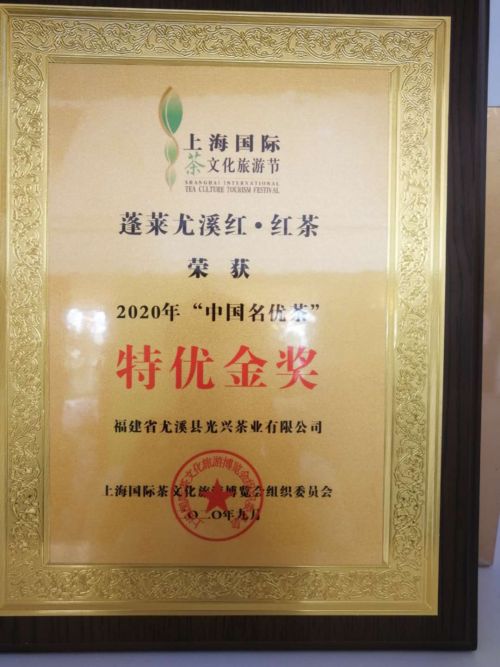 上海国际
茶文化旅游节
SHANGHAI INTERNATIONAL
TEA CULTURE TOURISM FESTIVAL
蓬莱尤溪红·红茶
荣获
2020年“中国名优茶”
特优金奖
福建省尤溪县光兴茶业有限公司
上海国际茶文化旅游博览会组织委员会
二〇二〇年九月